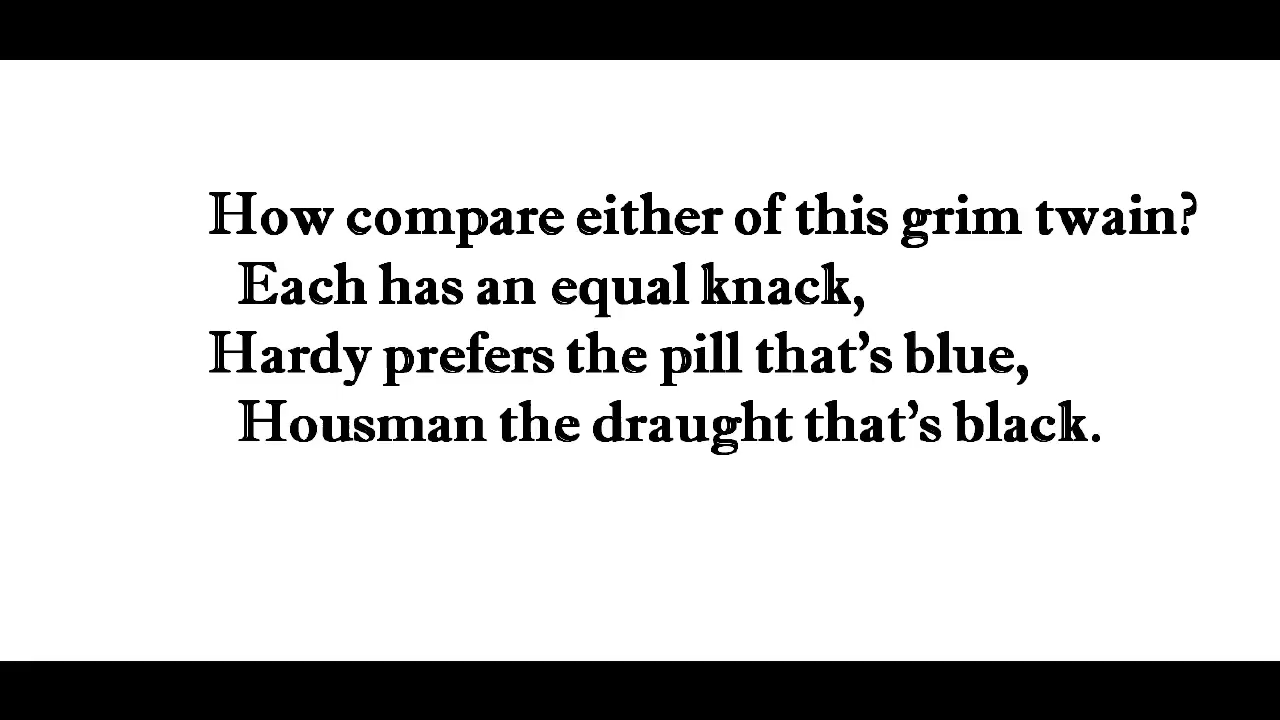 How compare either of this grim twain?
Each has an equal knack,
Hardy prefers the pill that’s blue,
Housman the draught that’s black.